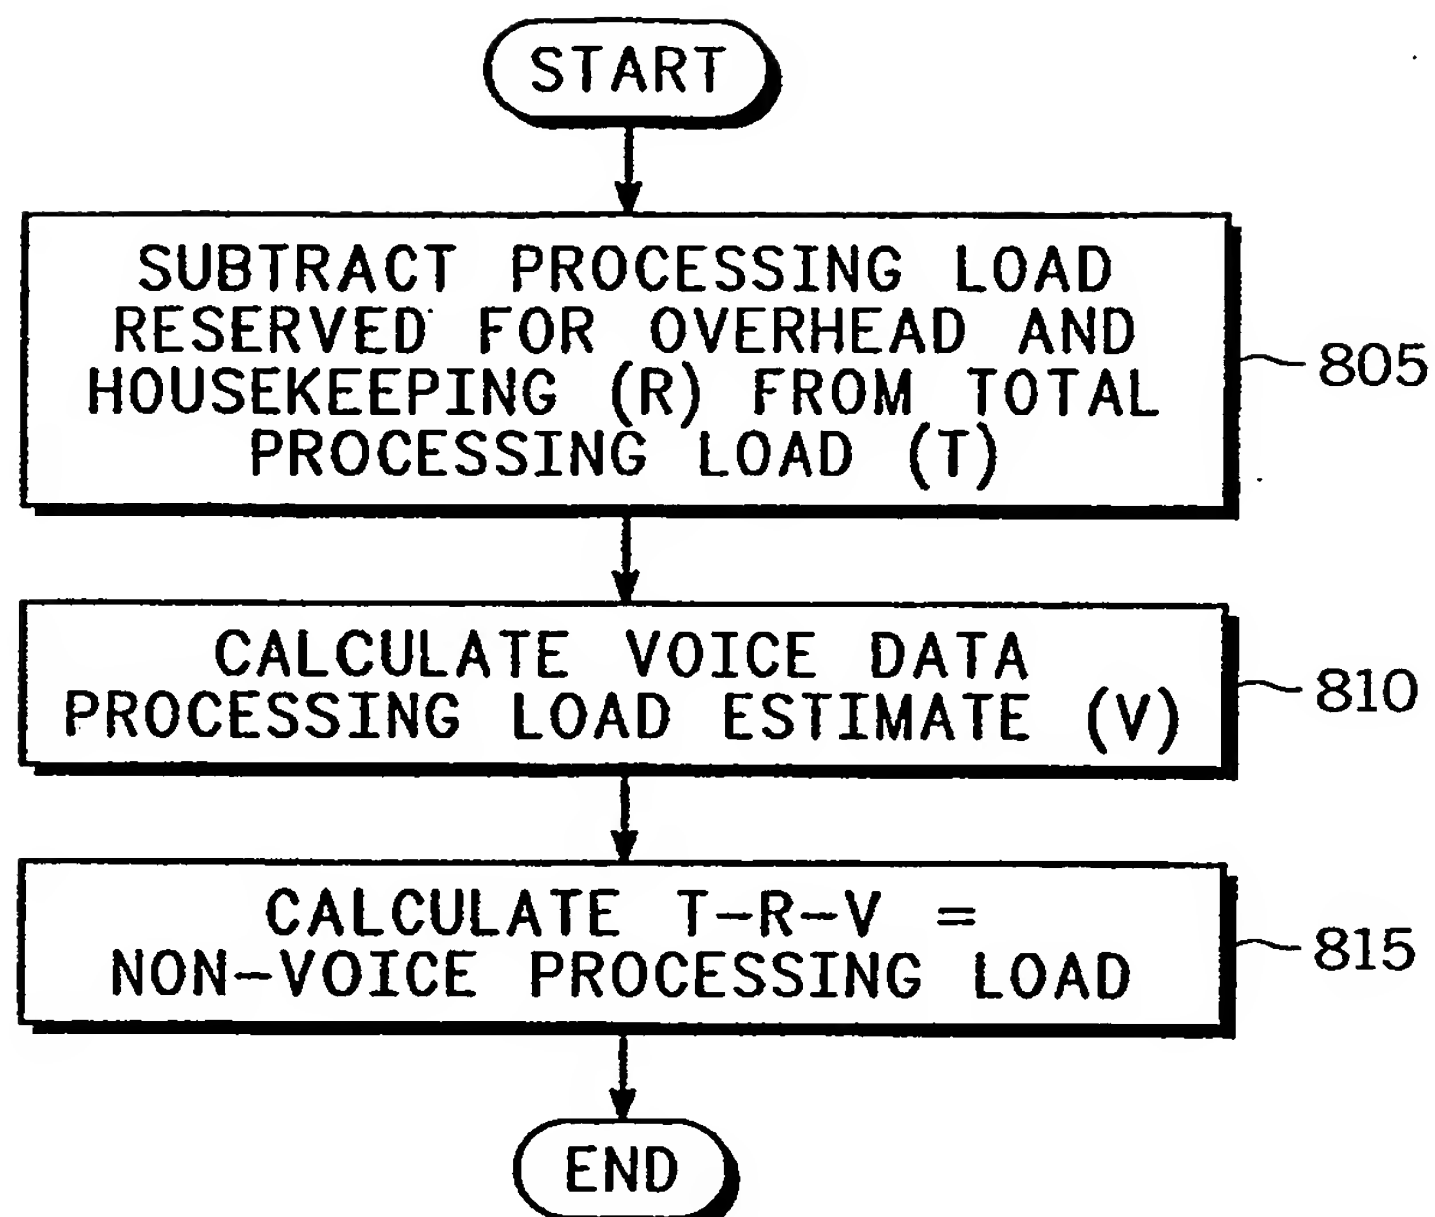 START
SUBTRACT PROCESSING LOAD
RESERVED FOR OVERHEAD AND
HOUSEKEEPING (R) FROM TOTAL
PROCESSING LOAD (T)
805
CALCULATE VOICE DATA
PROCESSING LOAD ESTIMATE (V)
810
CALCULATE T-R-V =
NON-VOICE PROCESSING LOAD
815
END